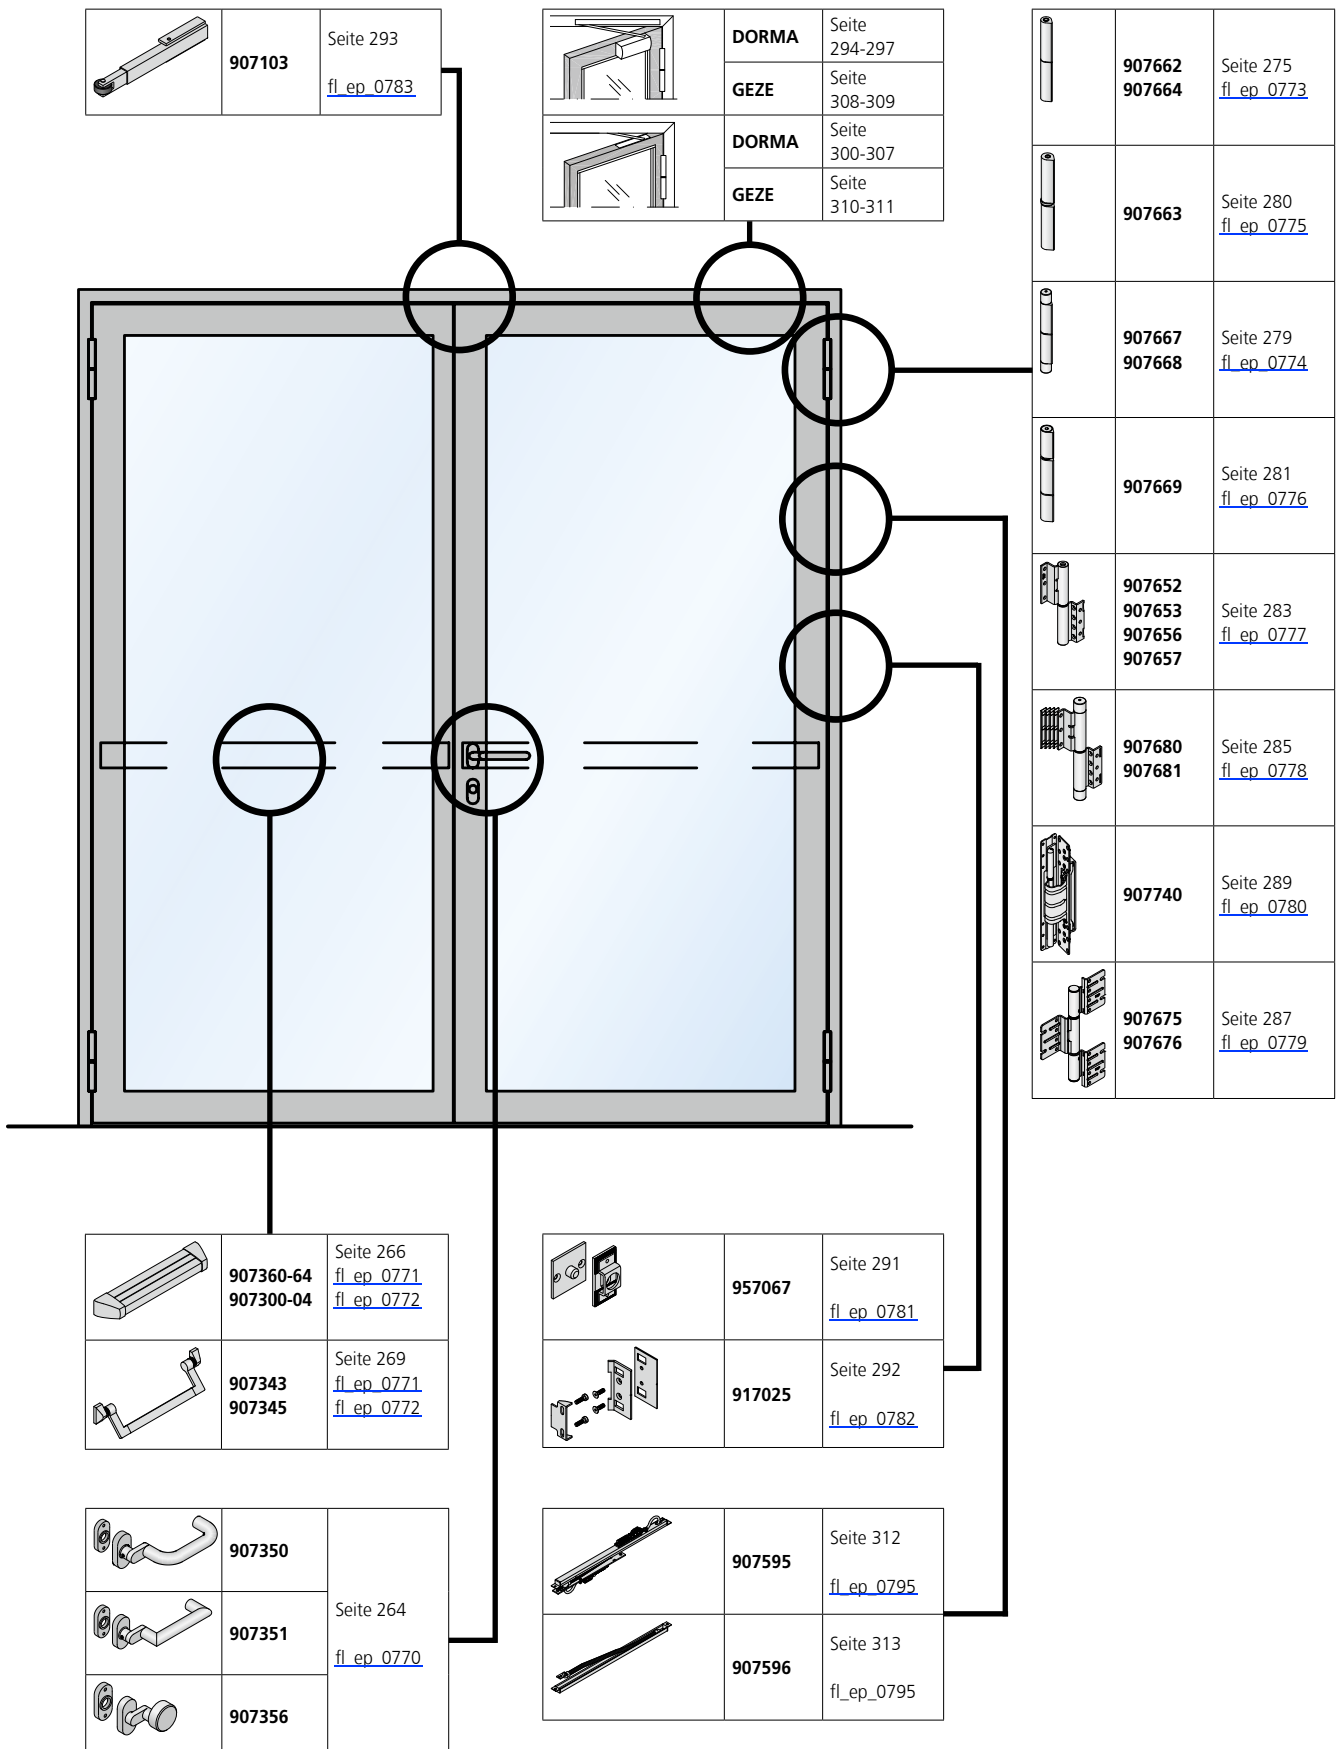 907103
Seite 293
fl_ep_0783
DORMA
Seite
294-297
GEZE
Seite
308-309
DORMA
Seite
300-307
GEZE
Seite
310-311
907662
907664
Seite 275
fl_ep_0773
907663
Seite 280
fl_ep_0775
907667
907668
Seite 279
fl_ep_0774
907669
Seite 281
fl_ep_0776
907652
907653
907656
907657
Seite 283
fl_ep_0777
907680
907681
Seite 285
fl_ep_0778
907740
Seite 289
fl_ep_0780
907675
907676
Seite 287
fl_ep_0779
907360-64
907300-04
Seite 266
fl_ep_0771
fl_ep_0772
907343
907345
Seite 269
fl_ep_0771
fl_ep_0772
957067
Seite 291
fl_ep_0781
917025
Seite 292
fl_ep_0782
907350
907351
907356
Seite 264
fl_ep_0770
907595
Seite 312
fl_ep_0795
907596
Seite 313
fl_ep_0795